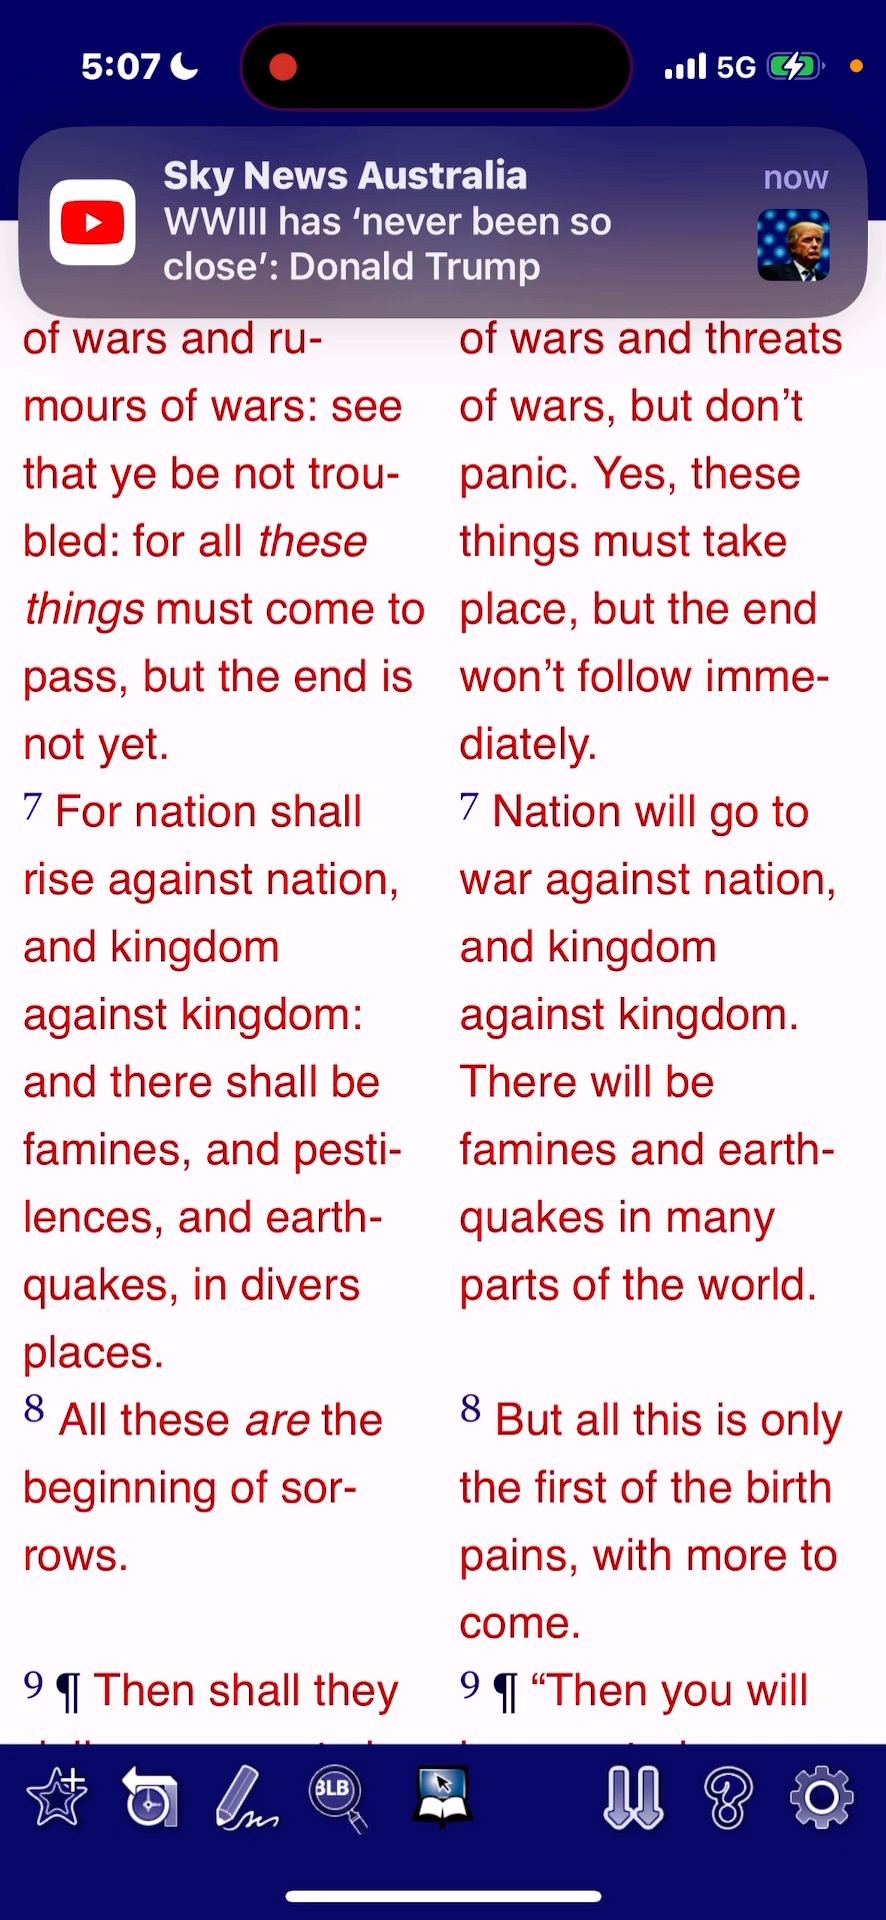 5:07
5G
Sky News Australia
now
WWIII has ‘never been so
close’: Donald Trump
of wars and ru-
mours of wars: see
that ye be not trou-
bled: for all these
things must come to
pass, but the end is
not yet.
7 For nation shall
rise against nation,
and kingdom
against kingdom:
and there shall be
famines, and pesti-
lences, and earth-
quakes, in divers
places.
8 All these are the
beginning of sor-
rows.
9 ¶ Then shall they
of wars and threats
of wars, but don’t
panic. Yes, these
things must take
place, but the end
won’t follow imme-
diately.
7 Nation will go to
war against nation,
and kingdom
against kingdom.
There will be
famines and earth-
quakes in many
parts of the world.
8 But all this is only
the first of the birth
pains, with more to
come.
9 ¶ “Then you will
BLB